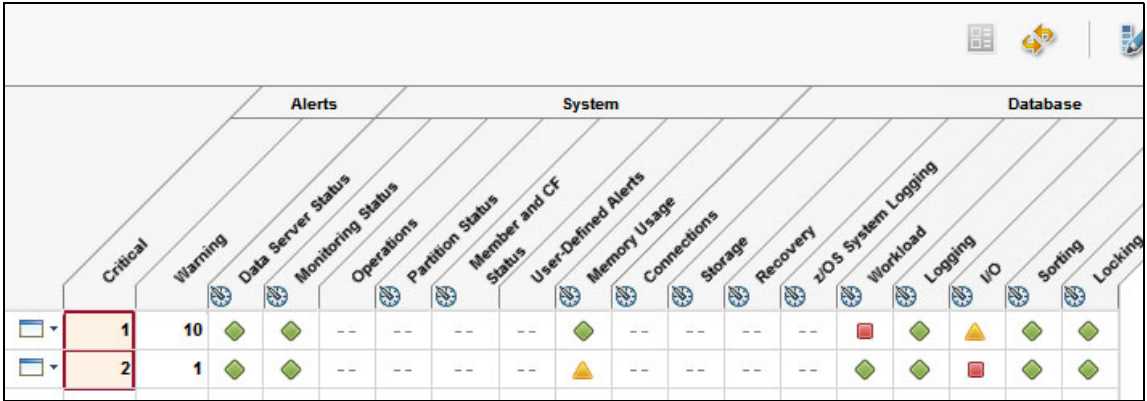 Alerts System Database
Critical
Warning
Data Server Status
Monitoring Status
Operations
Partition Status
Member and CF
Status
User-Defined Alerts
Memory Usage
Connections
Storage
Recovery
z/OS System Logging
Workload
Logging
I/O
Sorting
Locking
1 10 -- -- -- -- -- -- -- --
2 1 -- -- -- -- -- -- -- --